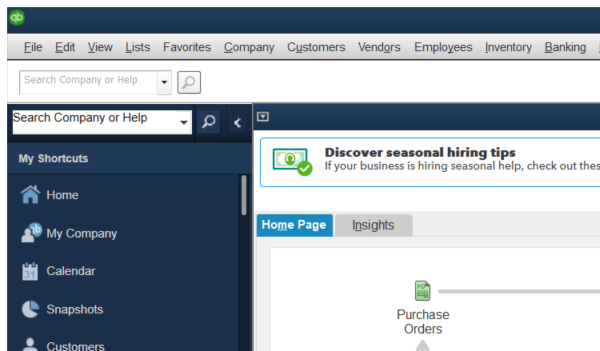 qb
File Edit View Lists Favorites Company Customers Vendors Employees Inventory Banking
Search Company or Help
Search Company or Help
My Shortcuts
Home
My Company
31
Calendar
Snapshots
Customers
Discover seasonal hiring tips
If your business is hiring seasonal help, check out thes
Home Page Insights
Purchase
Orders